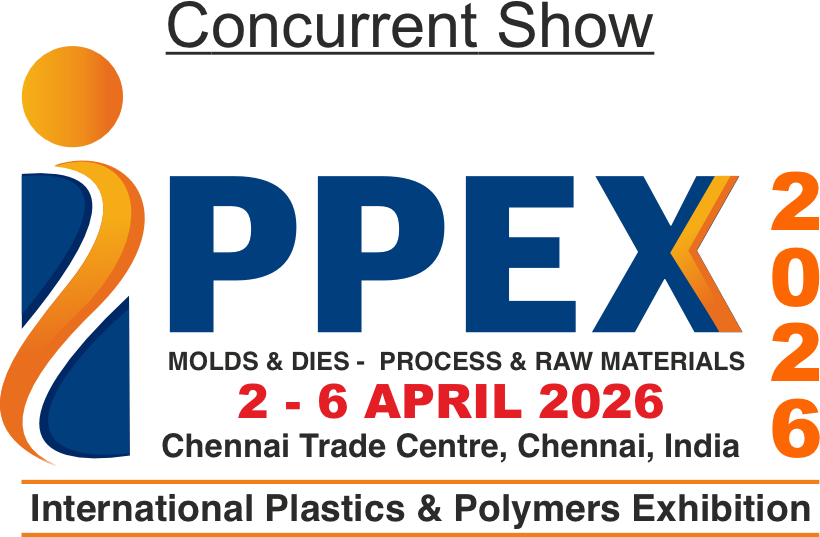 Concurrent Show
iPPEX
2026
MOLDS & DIES - PROCESS & RAW MATERIALS
2 - 6 APRIL 2026
Chennai Trade Centre, Chennai, India
International Plastics & Polymers Exhibition